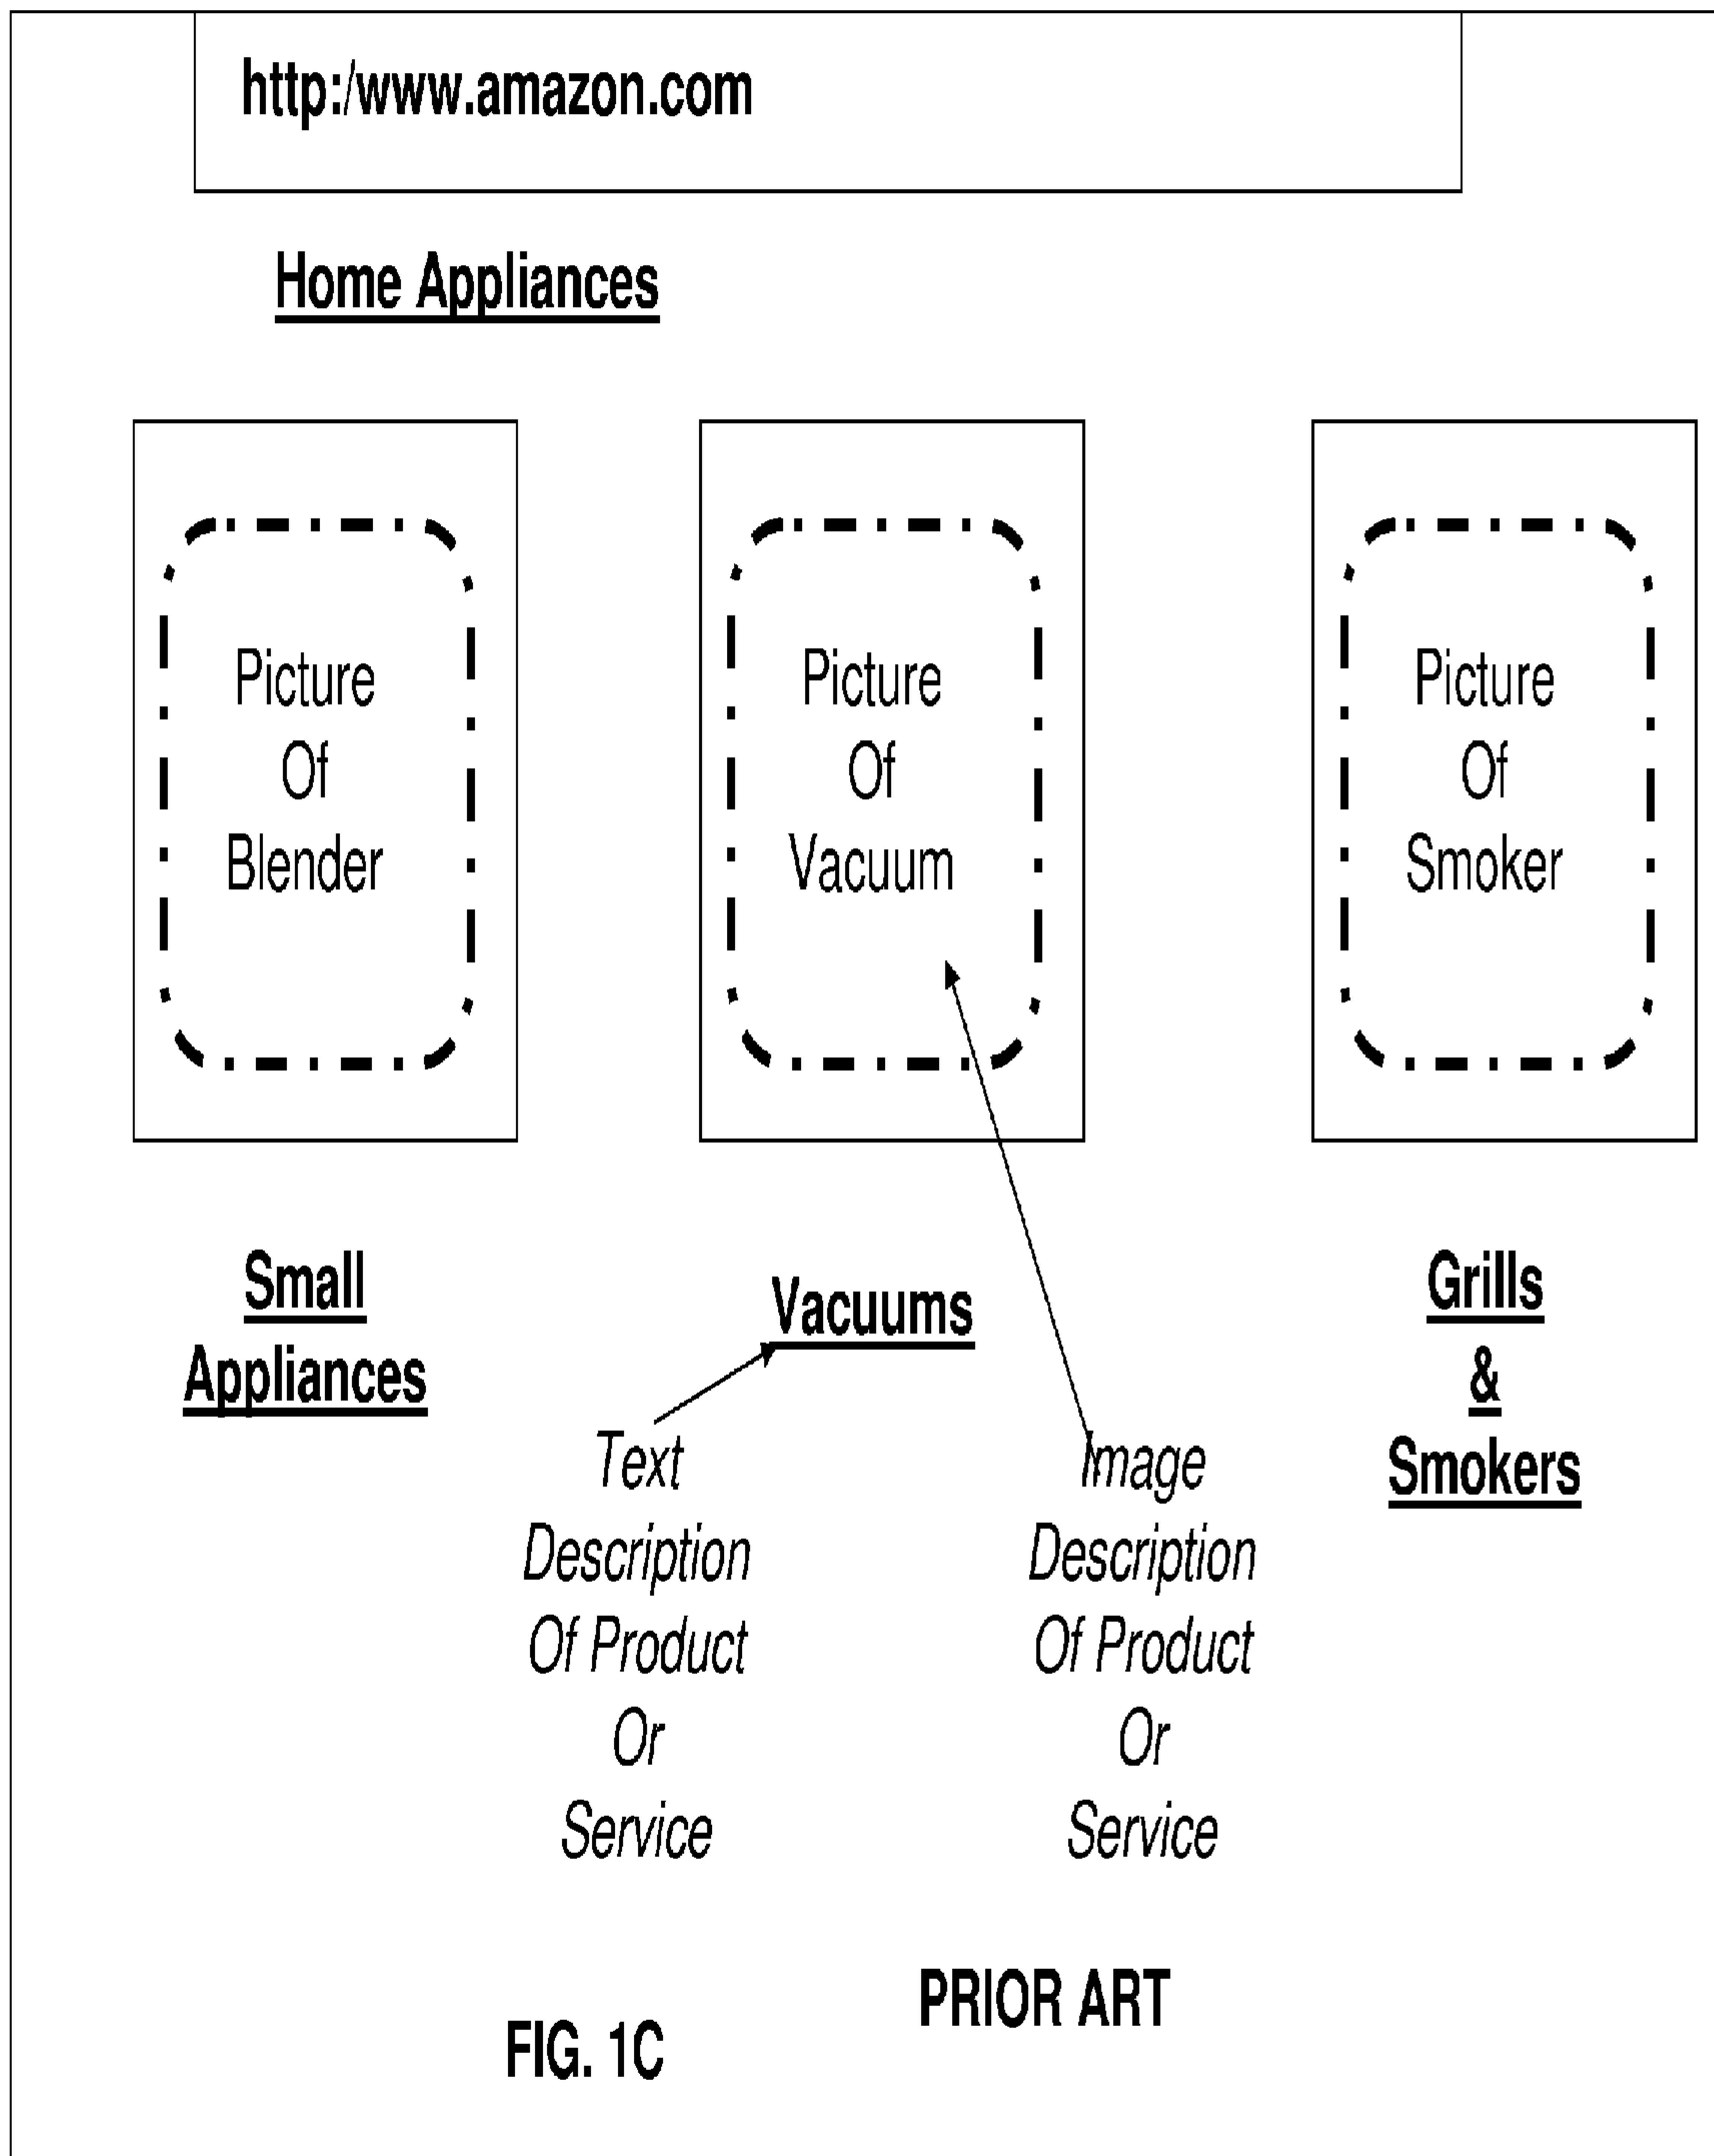 http:/www.amazon.com
Home Appliances
Picture
Of
Blender
Picture
Of
Vacuum
Picture
Of
Smoker
Small
Appliances
Vacuums
Grills
&
Smokers
Text
Description
Of Product
Or
Service
Image
Description
Of Product
Or
Service
PRIOR ART
FIG. 1C